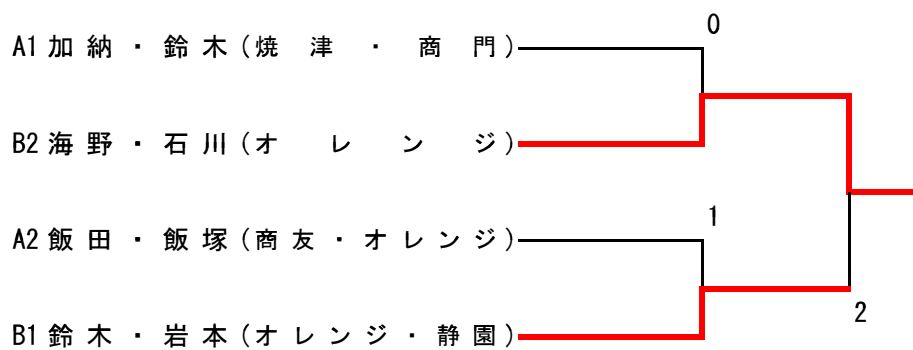 0
A1 加納・鈴木(焼津・商門)
B2 海野・石川(オレンジ)
1
A2 飯田・飯塚(商友・オレンジ)
2
B1 鈴木・岩本(オレンジ・静園)